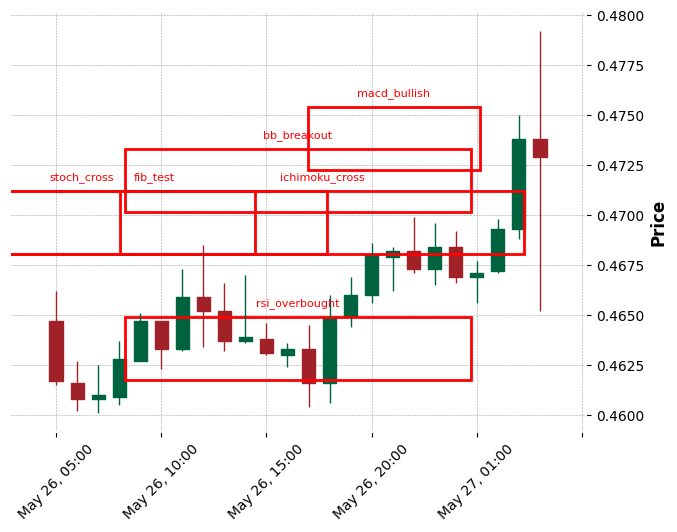 0.4800
0.4775
macd_bullish
0.4750
bb_breakout
0.4725
stoch_cross fib_test ichimoku_cross
0.4700
Price
0.4675
rsi_overbought
0.4650
0.4625
0.4600
May 26, 05:00 May 26, 10:00 May 26, 15:00 May 26, 20:00 May 27, 01:00